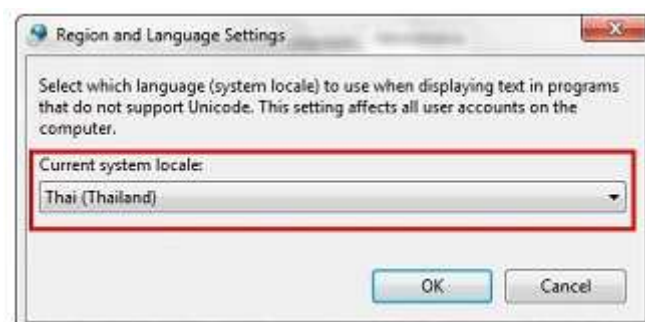 Region and Language Settings
Select which language (system locale) to use when displaying text in programs
that do not support Unicode. This setting affects all user accounts on the
computer.
Current system locale:
Thai (Thailand)
OK
Cancel